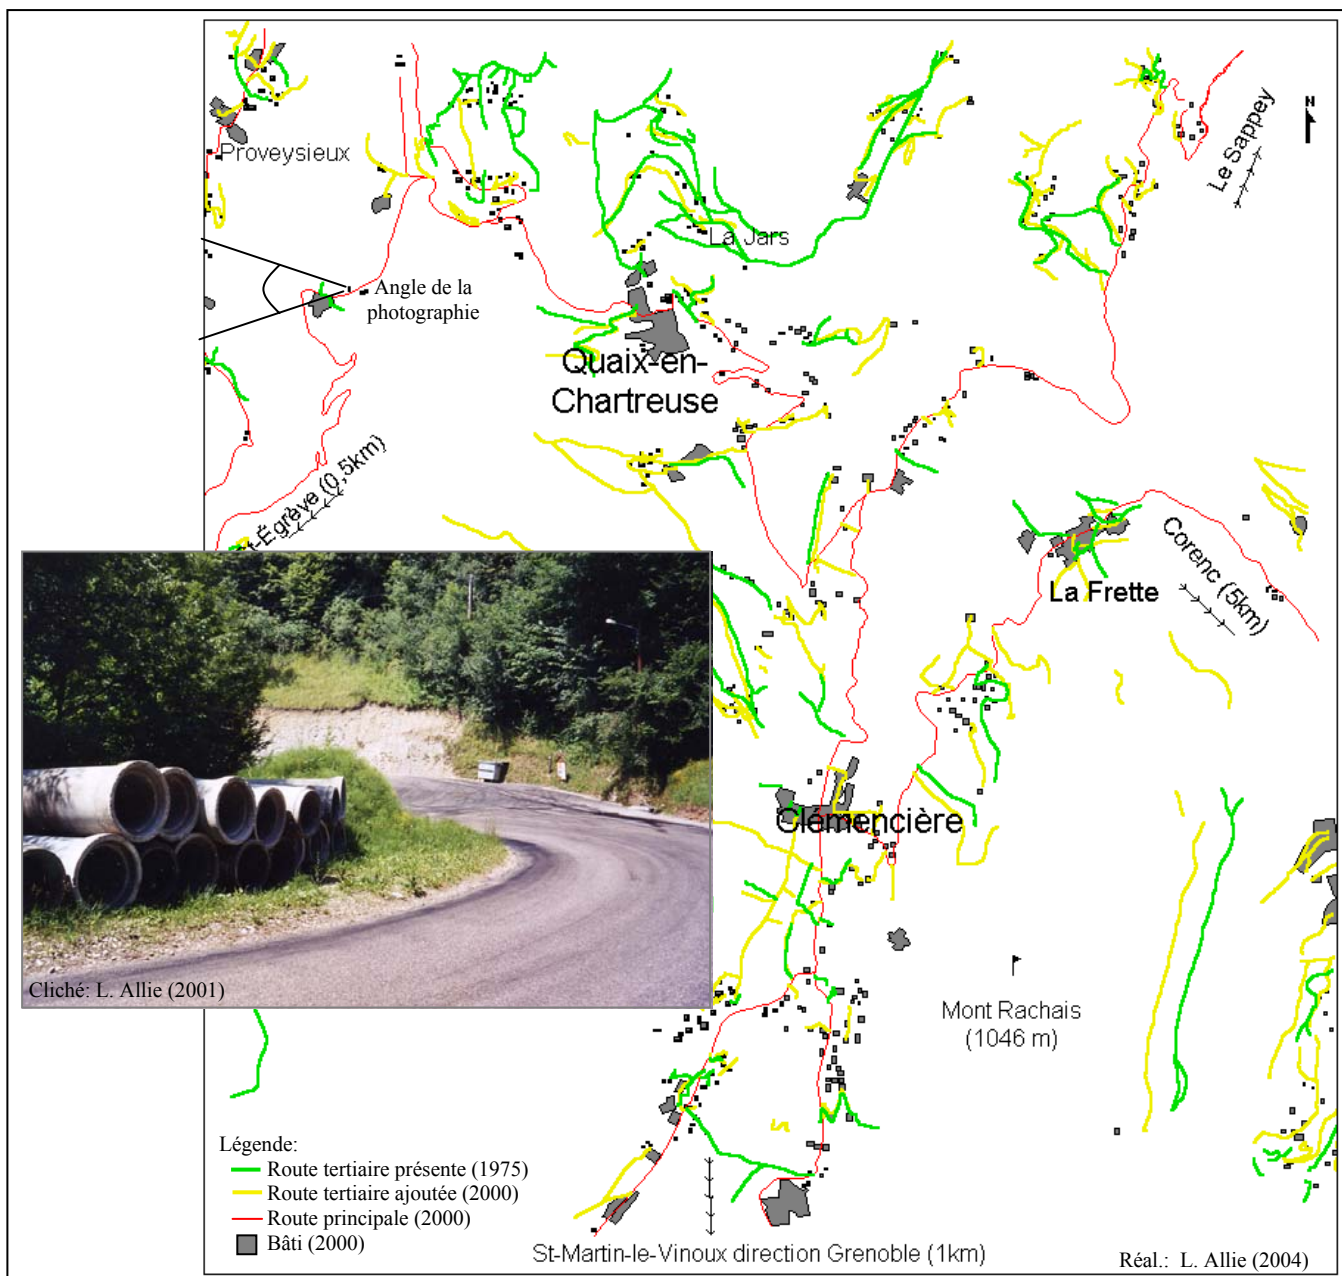 N
Proveysieux
Le Sappey
La Jars
Angle de la
photographie
Quaix-en-
Chartreuse
t-Égrève (0,5km)
Corenc (5km)
La Frette
Clémencière
Cliché: L. Allie (2001)
Mont Rachais
(1046 m)
Légende:
Route tertiaire présente (1975)
Route tertiaire ajoutée (2000)
Route principale (2000)
Bâti (2000)
St-Martin-le-Vinoux direction Grenoble (1km)
Réal.: L. Allie (2004)